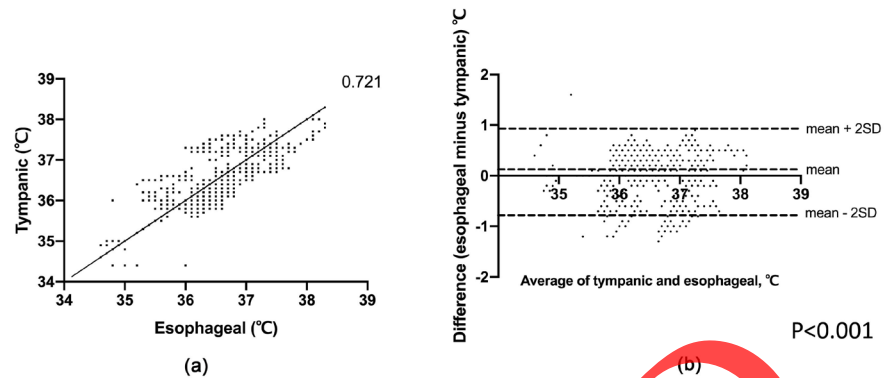 0.721
39
38
37
36
35
34
34 35 36 37 38 39
Tympanic (℃)
Esophageal (℃)
(a)
Difference (esophageal minus tympanic) ℃
2
1
0
-1
-2
35 36 37 38 39
mean + 2SD
mean
mean - 2SD
Average of tympanic and esophageal, ℃
P<0.001
(b)